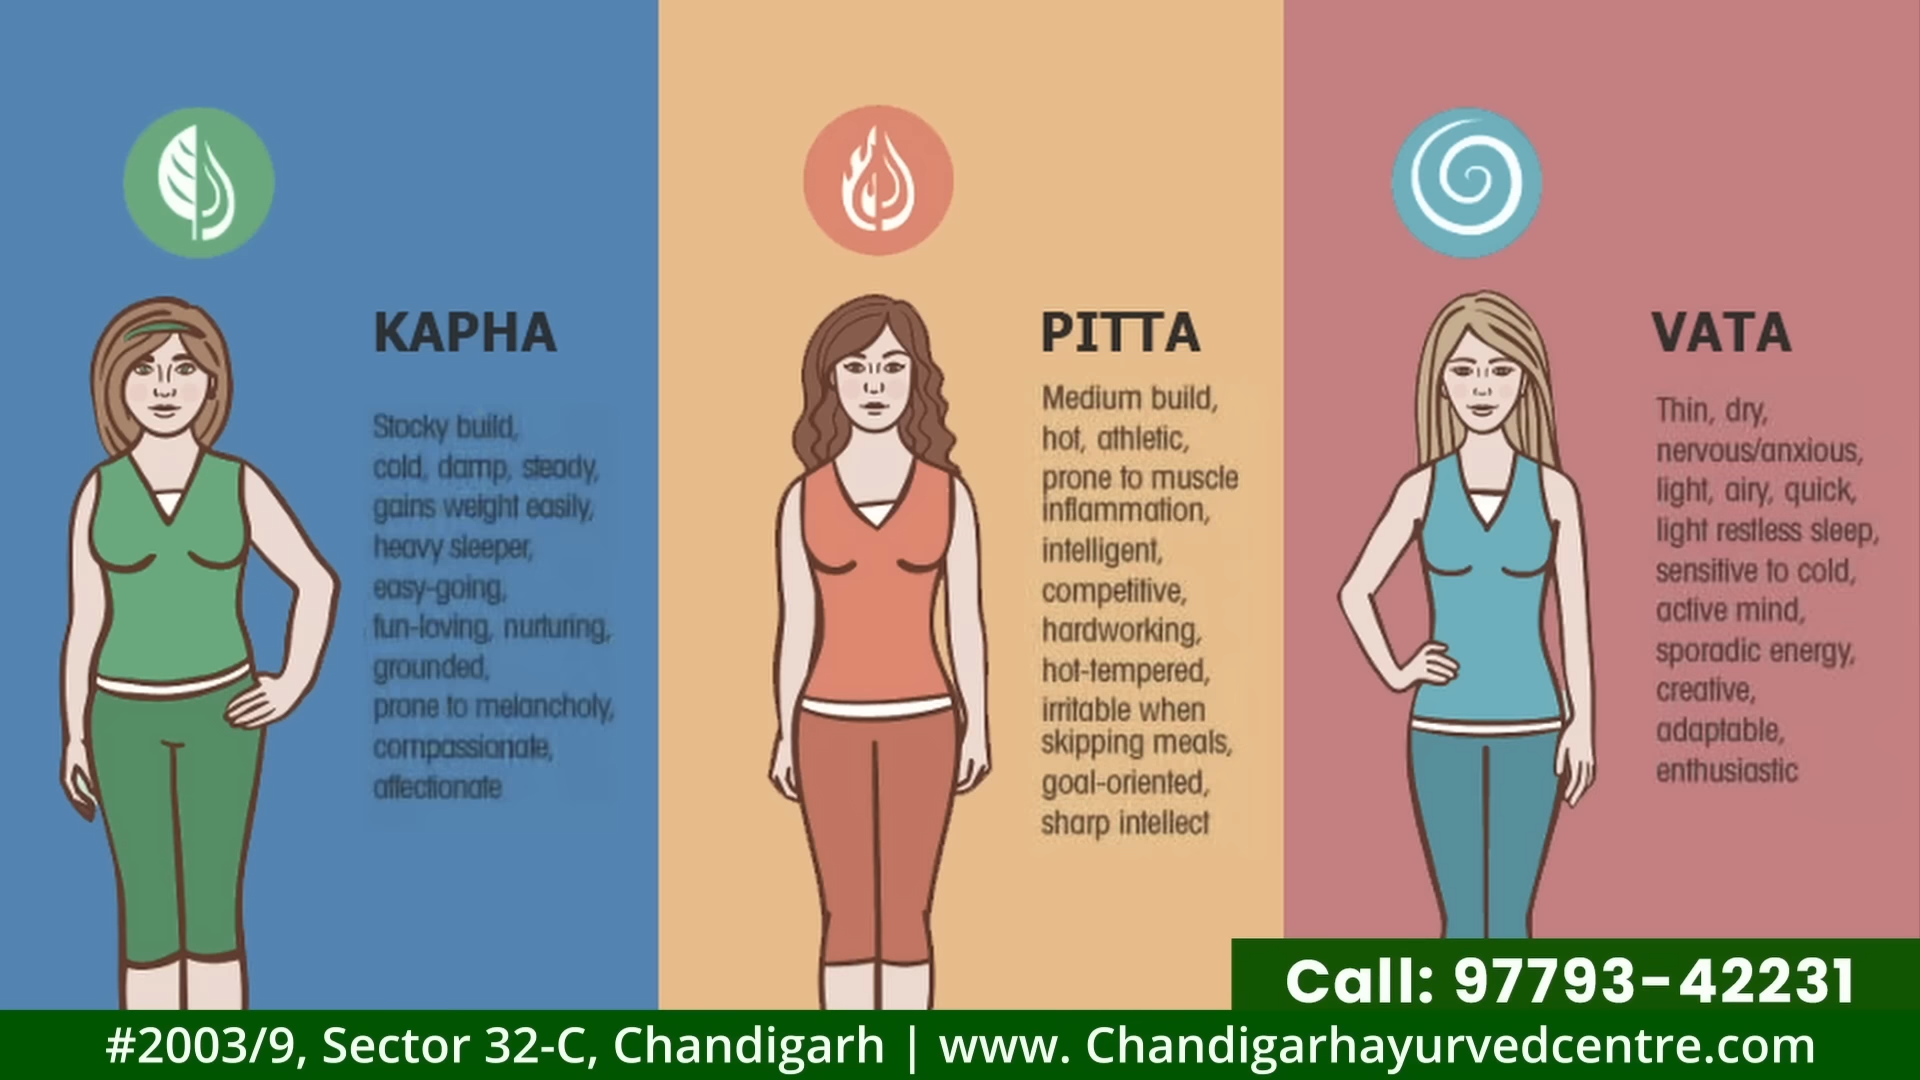 KAPHA
Stocky build,
cold, damp, steady,
gains weight easily,
heavy sleeper,
easy-going,
fun-loving, nurturing,
grounded,
prone to melancholy,
compassionate,
affectionate
PITTA
Medium build,
hot, athletic,
prone to muscle
inflammation,
intelligent,
competitive,
hardworking,
hot-tempered,
irritable when
skipping meals,
goal-oriented,
sharp intellect
VATA
Thin, dry,
nervous/anxious,
light, airy, quick,
light restless sleep,
sensitive to cold,
active mind,
sporadic energy,
creative,
adaptable,
enthusiastic
Call: 97793-42231
#2003/9, Sector 32-C, Chandigarh | www. Chandigarhayurvedcentre.com